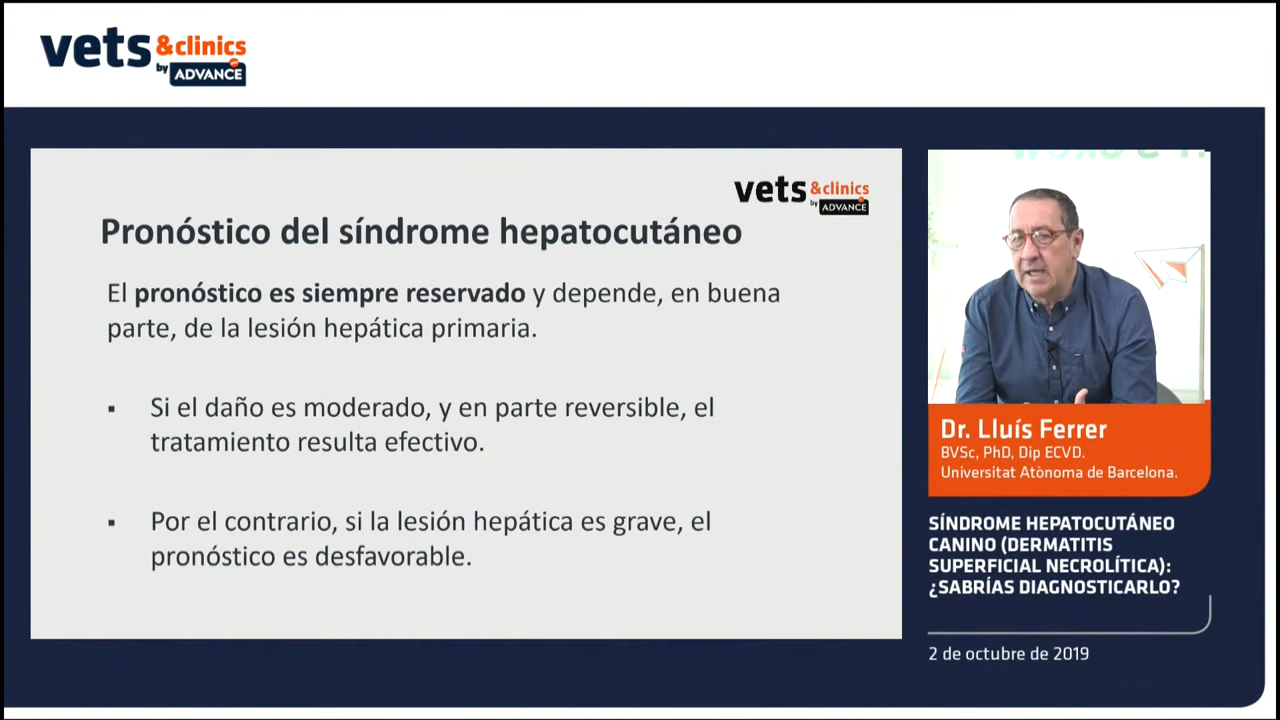 vets &clinics
by ADVANCE
vets &clinics
by ADVANCE
Pronóstico del síndrome hepatocutáneo
El pronóstico es siempre reservado y depende, en buena
parte, de la lesión hepática primaria.
▪ Si el daño es moderado, y en parte reversible, el
tratamiento resulta efectivo.
▪ Por el contrario, si la lesión hepática es grave, el
pronóstico es desfavorable.
Dr. Lluís Ferrer
BVSc, PhD, Dip ECVD.
Universitat Atònoma de Barcelona.
SÍNDROME HEPATOCUTÁNEO
CANINO (DERMATITIS
SUPERFICIAL NECROLÍTICA):
¿SABRÍAS DIAGNOSTICARLO?
2 de octubre de 2019